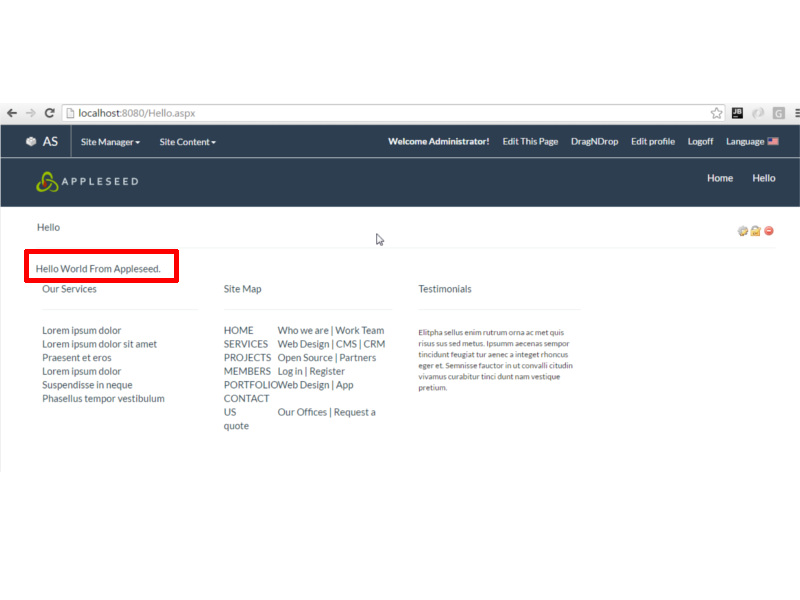 localhost:8080/Hello.aspx
JB
G
AS Site Manager Site Content Welcome Administrator! Edit This Page DragNDrop Edit profile Logoff Language
APPLESEED Home Hello
Hello
Hello World From Appleseed.
Our Services
Lorem ipsum dolor
Lorem ipsum dolor sit amet
Praesent et eros
Lorem ipsum dolor
Suspendisse in neque
Phasellus tempor vestibulum
Site Map
HOME Who we are | Work Team
SERVICES Web Design | CMS | CRM
PROJECTS Open Source | Partners
MEMBERS Log in | Register
PORTFOLIO Web Design | App
CONTACT
US Our Offices | Request a
quote
Testimonials
Elitpha sellus enim rutrum orna ac met quis
risus sus sed metus. Ipsumm aecenas sempor
tincidunt feugiat tur aenec a integet rhoncus
eger et. Semnisse fauctor in ut convalli citudin
vivamus curabitur tinci dunt nam vestique
pretium.